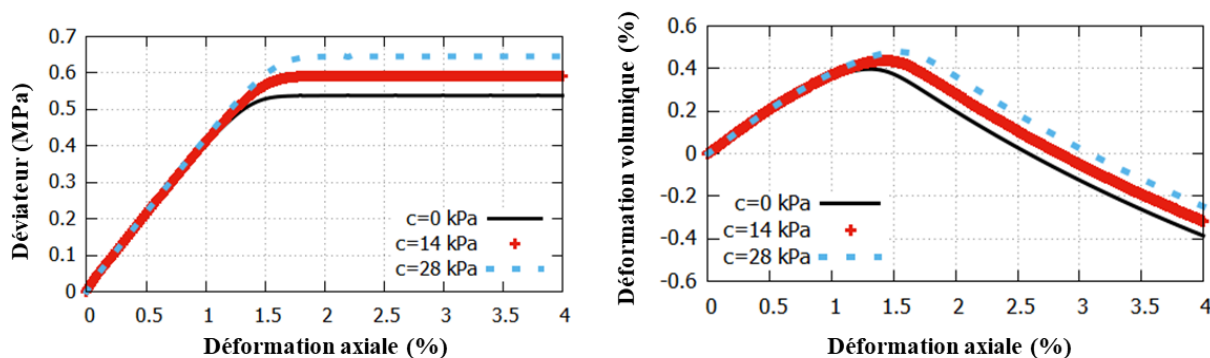 Déviateur (MPa)
0.7
0.6
0.5
0.4
0.3
0.2
0.1
0
c=0 kPa
c=14 kPa
c=28 kPa
0 0.5 1 1.5 2 2.5 3 3.5 4
Déformation axiale (%)
Déformation volumique (%)
0.6
0.4
0.2
0
-0.2
-0.4
-0.6
c=0 kPa
c=14 kPa
c=28 kPa
0 0.5 1 1.5 2 2.5 3 3.5 4
Déformation axiale (%)